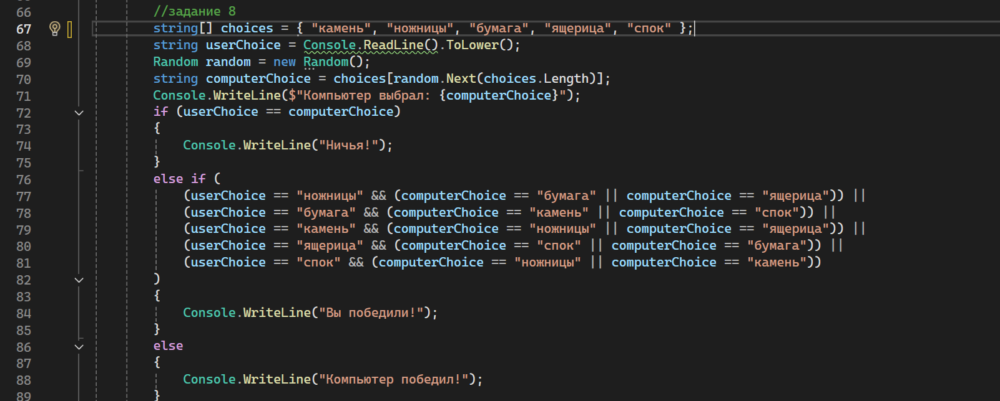 66 //задание 8
67 string[] choices = { "камень", "ножницы", "бумага", "ящерица", "спок" };
68 string userChoice = Console.ReadLine().ToLower();
69 Random random = new Random();
70 string computerChoice = choices[random.Next(choices.Length)];
71 Console.WriteLine($"Компьютер выбрал: {computerChoice}");
72 if (userChoice == computerChoice)
73 {
74 Console.WriteLine("Ничья!");
75 }
76 else if (
77 (userChoice == "ножницы" && (computerChoice == "бумага" || computerChoice == "ящерица")) ||
78 (userChoice == "бумага" && (computerChoice == "камень" || computerChoice == "спок")) ||
79 (userChoice == "камень" && (computerChoice == "ножницы" || computerChoice == "ящерица")) ||
80 (userChoice == "ящерица" && (computerChoice == "спок" || computerChoice == "бумага")) ||
81 (userChoice == "спок" && (computerChoice == "ножницы" || computerChoice == "камень"))
82 )
83 {
84 Console.WriteLine("Вы победили!");
85 }
86 else
87 {
88 Console.WriteLine("Компьютер победил!");
89 }